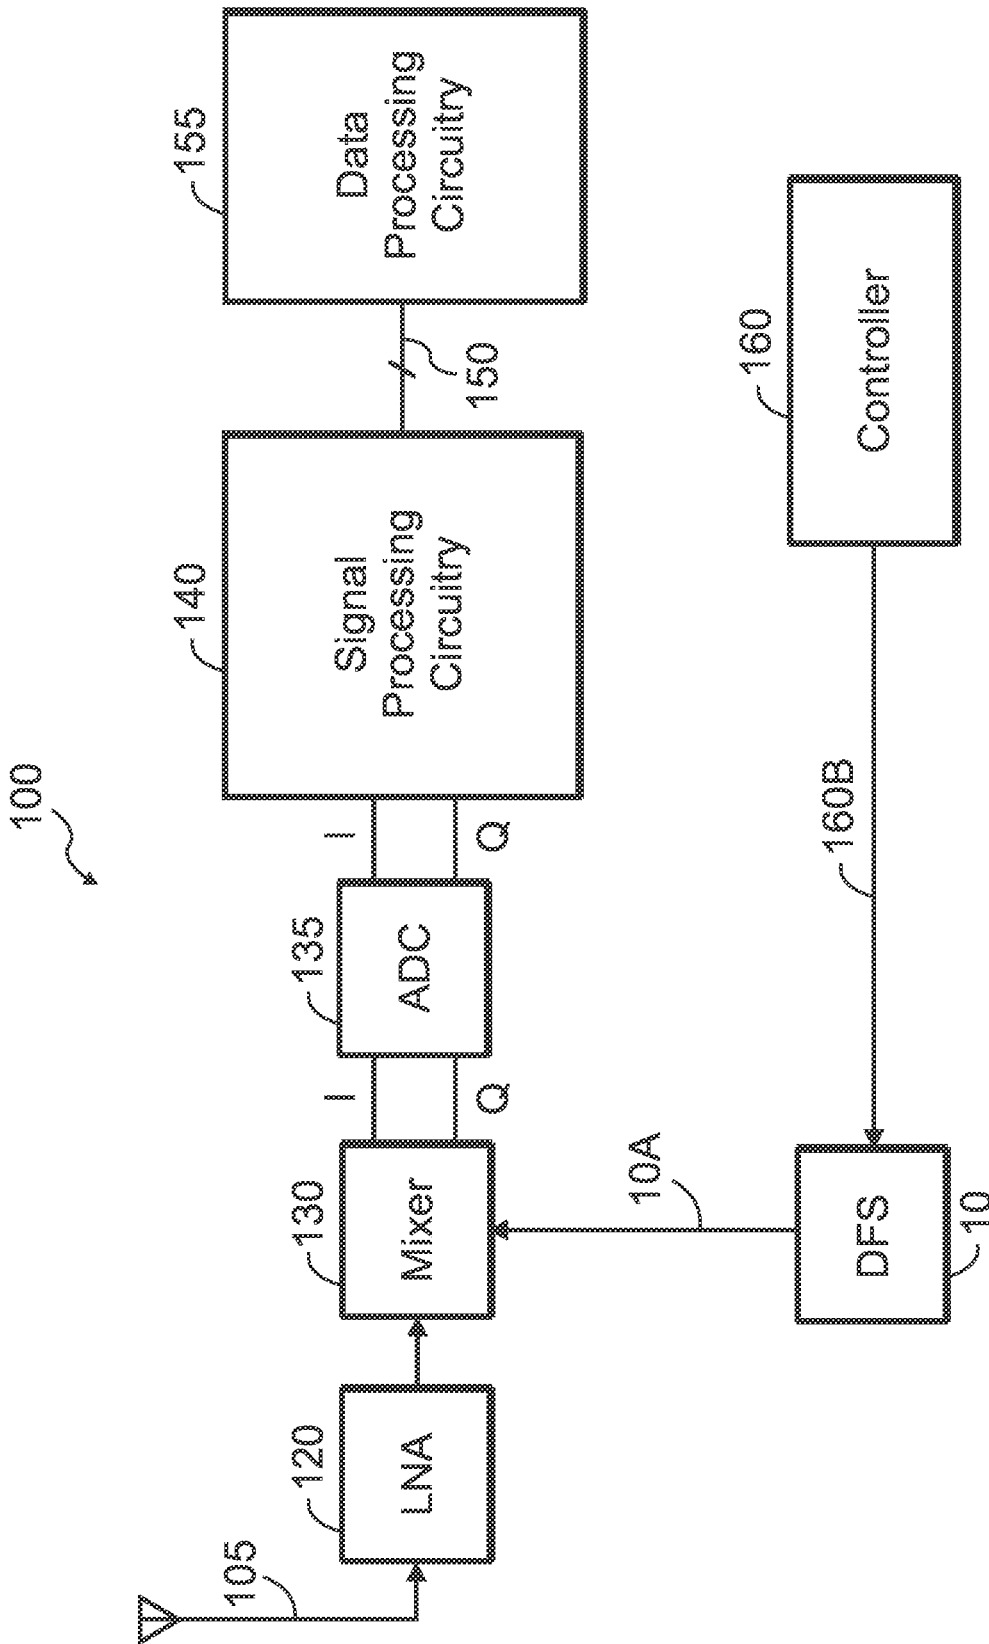 100
105
120
LNA
130
Mixer
I
Q
135
ADC
I
Q
140
Signal
Processing
Circuitry
150
155
Data
Processing
Circuitry
10A
DFS
10
160B
160
Controller